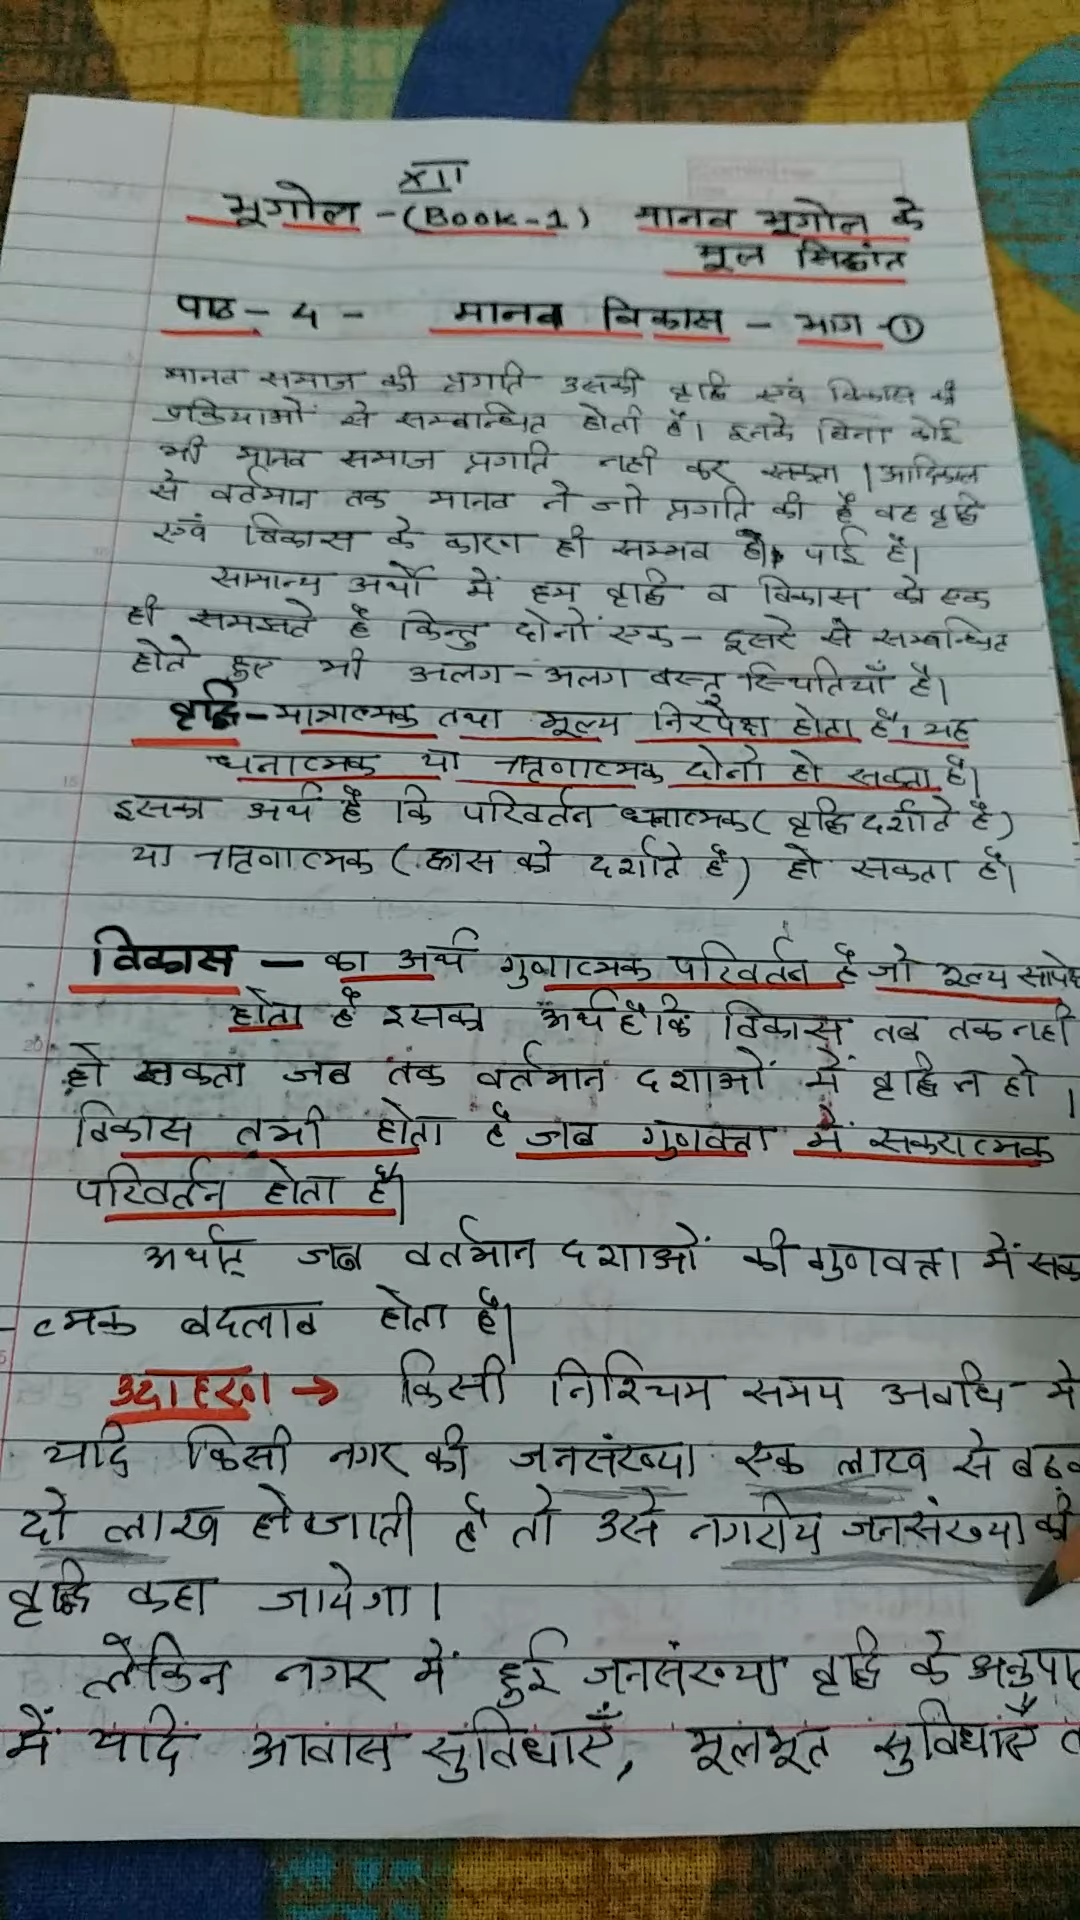 XII
भूगोल - (Book-1) मानव भूगोल के
मूल सिद्धांत
पाठ - 4 - मानव विकास - भाग - ①
मानव समाज की प्रगति उसकी वृद्धि एवं विकास की
प्रक्रियाओं से सम्बन्धित होती है। इनके बिना कोई
भी मानव समाज प्रगति नही कर सकता। आदिकाल
से वर्तमान तक मानव ने जो प्रगति की है वह वृद्धि
एवं विकास के कारण ही सम्भव हो पाई है।
सामान्य अर्थो में हम वृद्धि व विकास को एक
ही समझते है किन्तु दोनों एक - दूसरे से सम्बन्धित
होते हुए भी अलग - अलग वस्तु स्थितियाँ है।
वृद्धि - मात्रात्मक तथा मूल्य निरपेक्ष होता है। यह
धनात्मक या ऋणात्मक दोनो हो सकता है।
इसका अर्थ है कि परिवर्तन धनात्मक (वृद्धि दर्शाते है)
या ऋणात्मक (ह्रास को दर्शाते है) हो सकता है।
विकास - का अर्थ गुणात्मक परिवर्तन है जो मूल्य सापेक्ष
होता है इसका अर्थ है कि विकास तब तक नही
हो सकता जब तक वर्तमान दशाओं में वृद्धि न हो।
विकास तभी होता है जब गुणवत्ता में सकरात्मक
परिवर्तन होता है।
अर्थात् जब वर्तमान दशाओं की गुणवत्ता में सक
- त्मक बदलाव होता है।
उदाहरण → किसी निश्चिम समय अवधि मे
यदि किसी नगर की जनसंख्या एक लाख से बढक
दो लाख हो जाती है तो उसे नगरीय जनसंख्या की
वृद्धि कहा जायेगा।
लेकिन नगर में हुई जनसंख्या वृद्धि के अनुपात
में यदि आवास सुविधाएँ, मूलभूत सुविधाएँ त